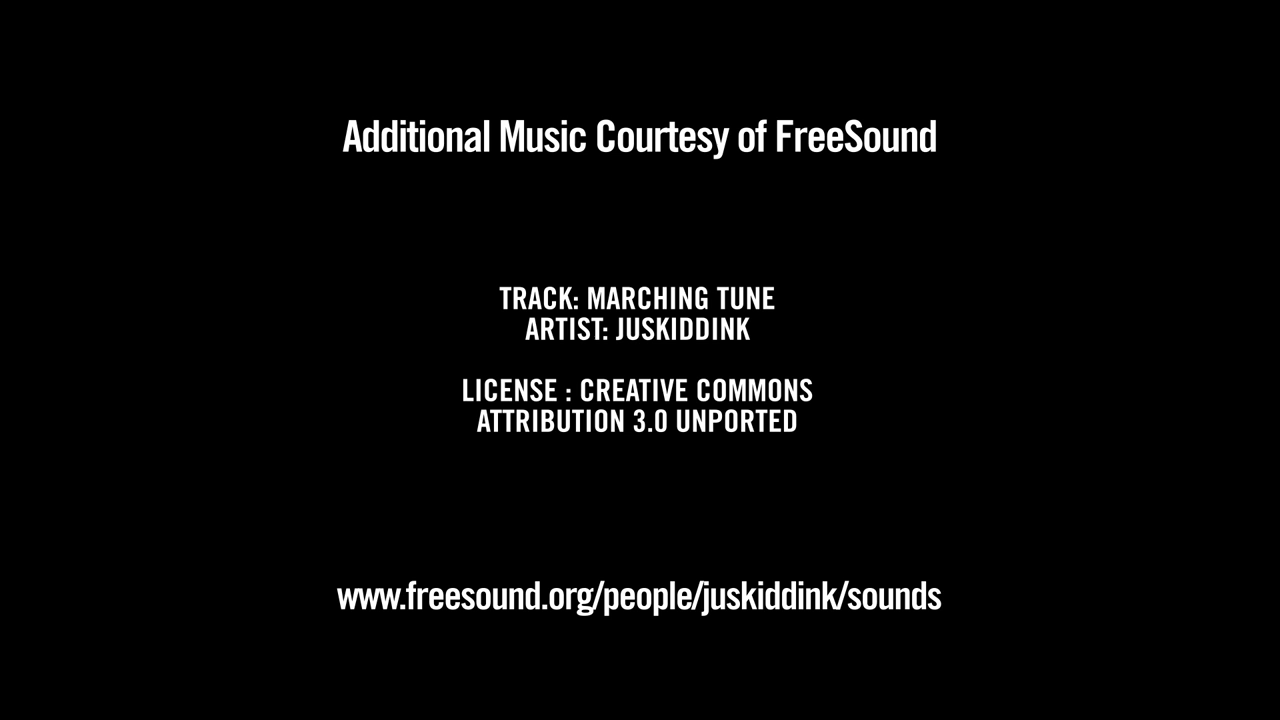 Additional Music Courtesy of FreeSound
TRACK: MARCHING TUNE
ARTIST: JUSKIDDINK
LICENSE : CREATIVE COMMONS
ATTRIBUTION 3.0 UNPORTED
www.freesound.org/people/juskiddink/sounds